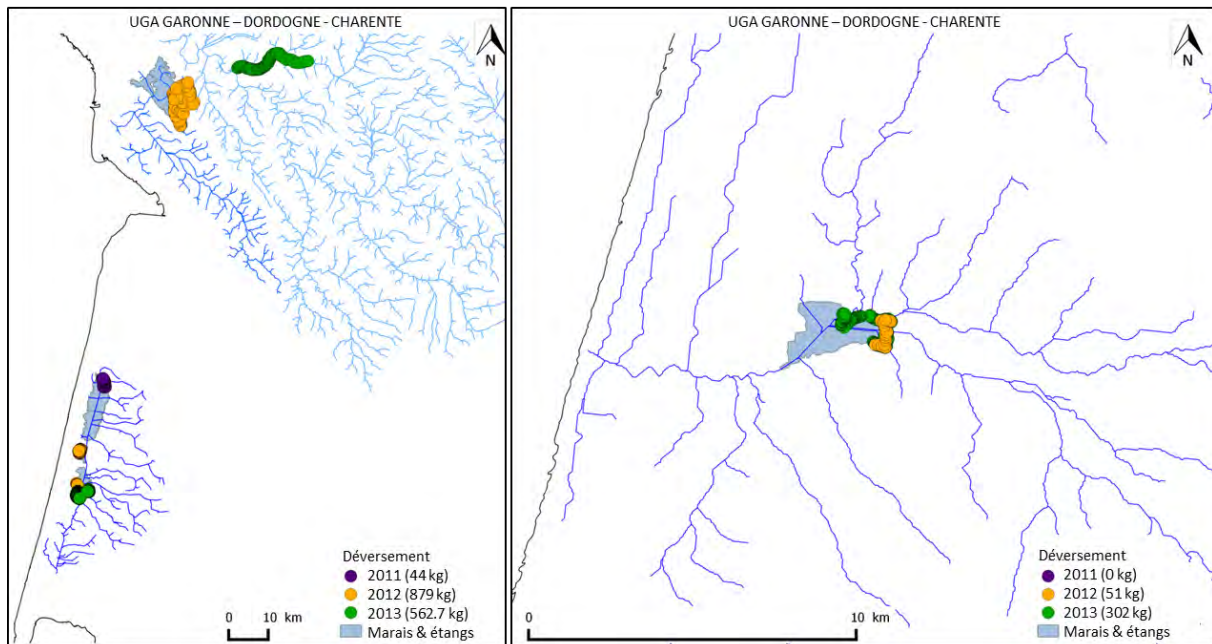 UGA GARONNE – DORDOGNE - CHARENTE
N
Déversement
2011 (44 kg)
2012 (879 kg)
2013 (562.7 kg)
Marais & étangs
0 10 km
UGA GARONNE – DORDOGNE - CHARENTE
N
Déversement
2011 (0 kg)
2012 (51 kg)
2013 (302 kg)
Marais & étangs
0 10 km